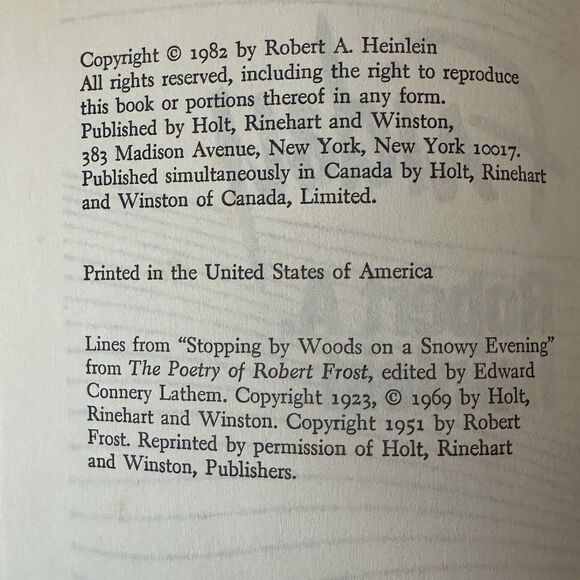 Copyright © 1982 by Robert A. Heinlein
All rights reserved, including the right to reproduce
this book or portions thereof in any form.
Published by Holt, Rinehart and Winston,
383 Madison Avenue, New York, New York 10017.
Published simultaneously in Canada by Holt, Rinehart
and Winston of Canada, Limited.
Printed in the United States of America
Lines from “Stopping by Woods on a Snowy Evening”
from The Poetry of Robert Frost, edited by Edward
Connery Lathem. Copyright 1923, © 1969 by Holt,
Rinehart and Winston. Copyright 1951 by Robert
Frost. Reprinted by permission of Holt, Rinehart
and Winston, Publishers.